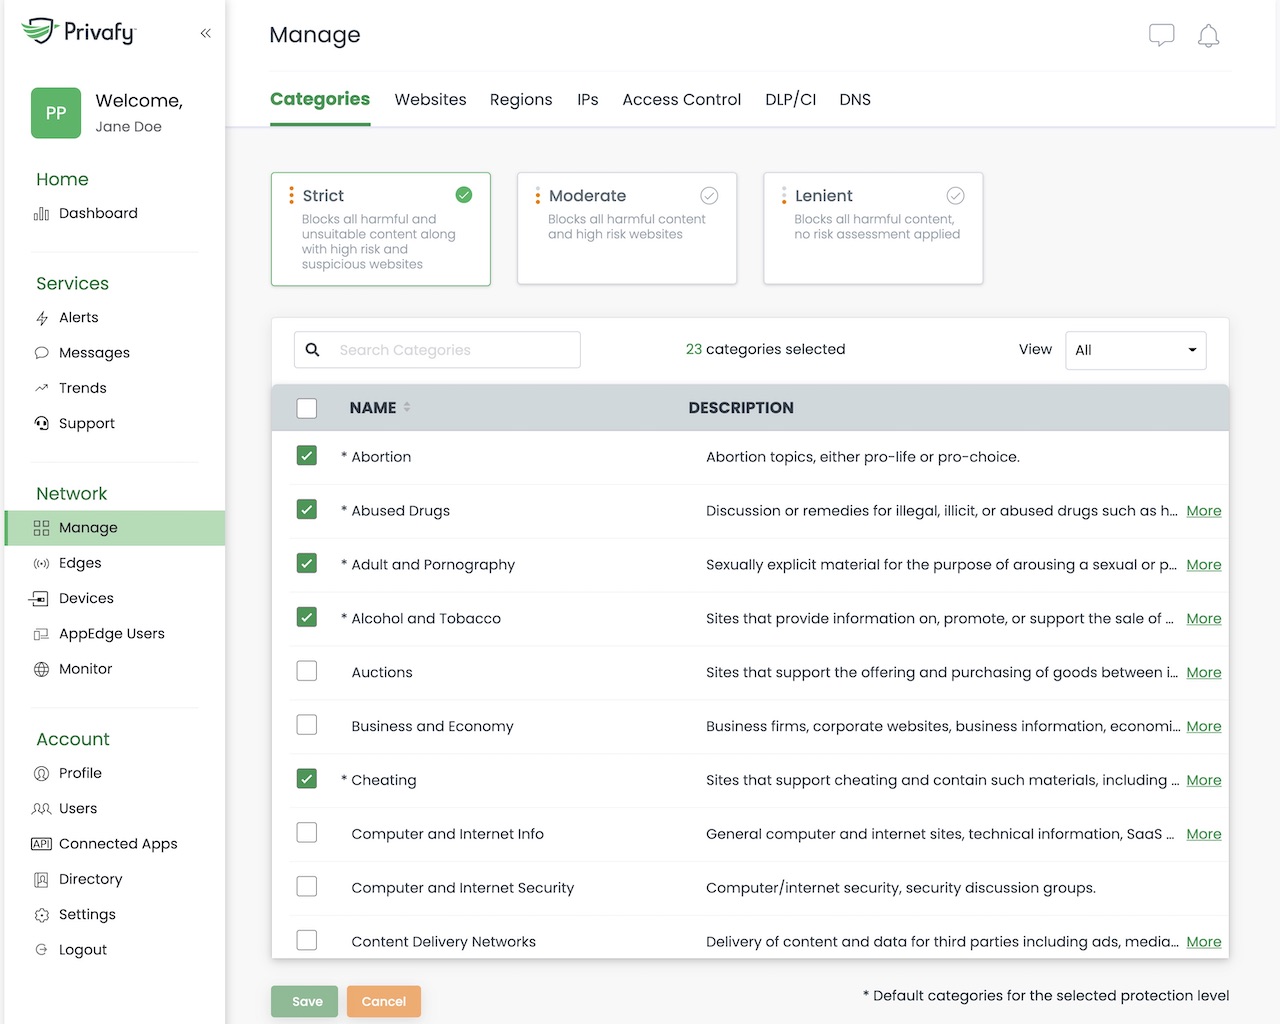 Privafy
Manage
PP
Welcome,
Jane Doe
Home
Dashboard
Services
Alerts
Messages
Trends
Support
Network
Manage
Edges
Devices
AppEdge Users
Monitor
Account
Profile
Users
API Connected Apps
Directory
Settings
Logout
Categories Websites Regions IPs Access Control DLP/CI DNS
Strict
Blocks all harmful and
unsuitable content along
with high risk and
suspicious websites
Moderate
Blocks all harmful content
and high risk websites
Lenient
Blocks all harmful content,
no risk assessment applied
Search Categories
23 categories selected
View All
NAME DESCRIPTION
* Abortion Abortion topics, either pro-life or pro-choice.
* Abused Drugs Discussion or remedies for illegal, illicit, or abused drugs such as h... More
* Adult and Pornography Sexually explicit material for the purpose of arousing a sexual or p... More
* Alcohol and Tobacco Sites that provide information on, promote, or support the sale of ... More
Auctions Sites that support the offering and purchasing of goods between i... More
Business and Economy Business firms, corporate websites, business information, economi... More
* Cheating Sites that support cheating and contain such materials, including ... More
Computer and Internet Info General computer and internet sites, technical information, SaaS ... More
Computer and Internet Security Computer/internet security, security discussion groups.
Content Delivery Networks Delivery of content and data for third parties including ads, media... More
Save Cancel
* Default categories for the selected protection level